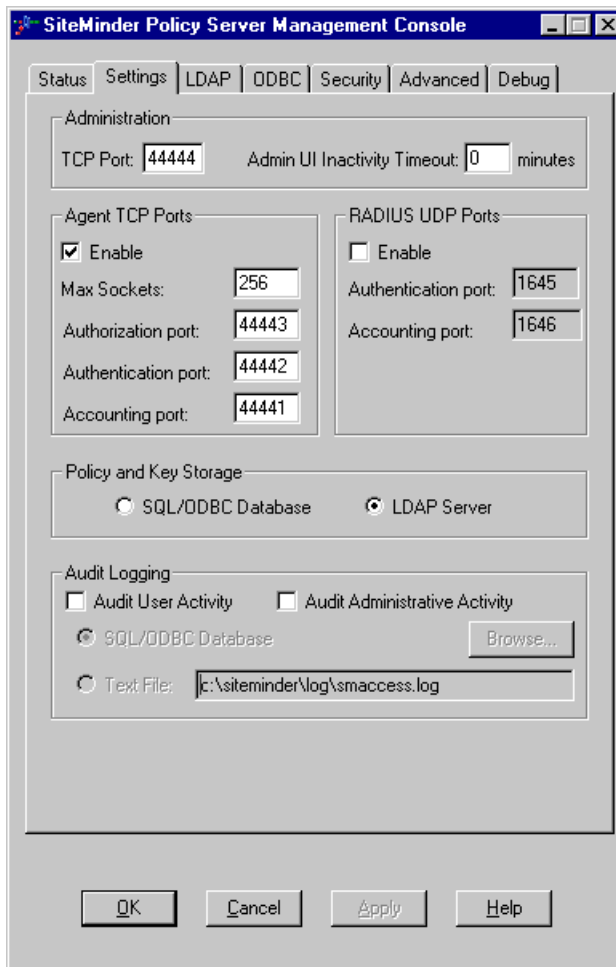 SiteMinder Policy Server Management Console
Status Settings LDAP ODBC Security Advanced Debug
Administration
TCP Port: 44444 Admin UI Inactivity Timeout: 0 minutes
Agent TCP Ports
Enable
Max Sockets: 256
Authorization port: 44443
Authentication port: 44442
Accounting port: 44441
RADIUS UDP Ports
Enable
Authentication port: 1645
Accounting port: 1646
Policy and Key Storage
SQL/ODBC Database LDAP Server
Audit Logging
Audit User Activity Audit Administrative Activity
SQL/ODBC Database Browse...
Text File: c:\siteminder\log\smaccess.log
OK Cancel Apply Help